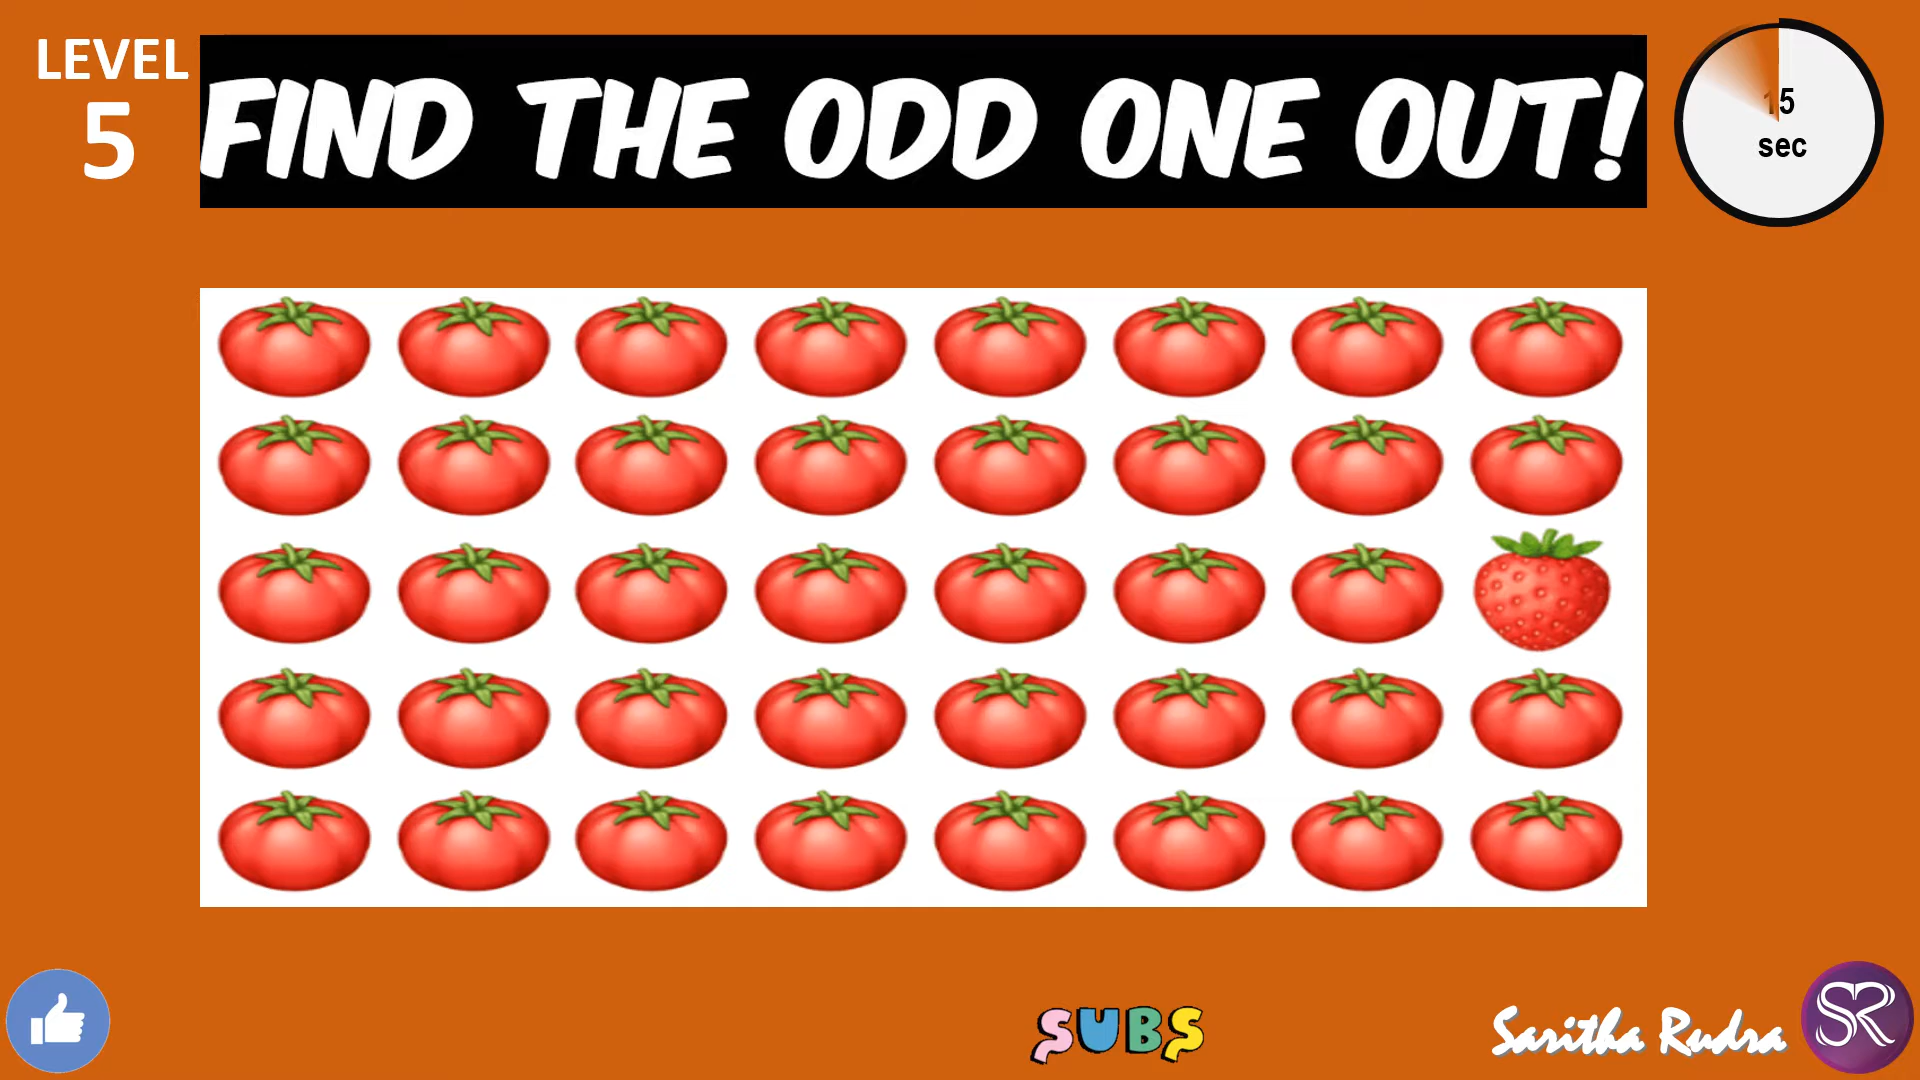 LEVEL
5
FIND THE ODD ONE OUT!
15
sec
SUBS
Saritha Rudra
SR